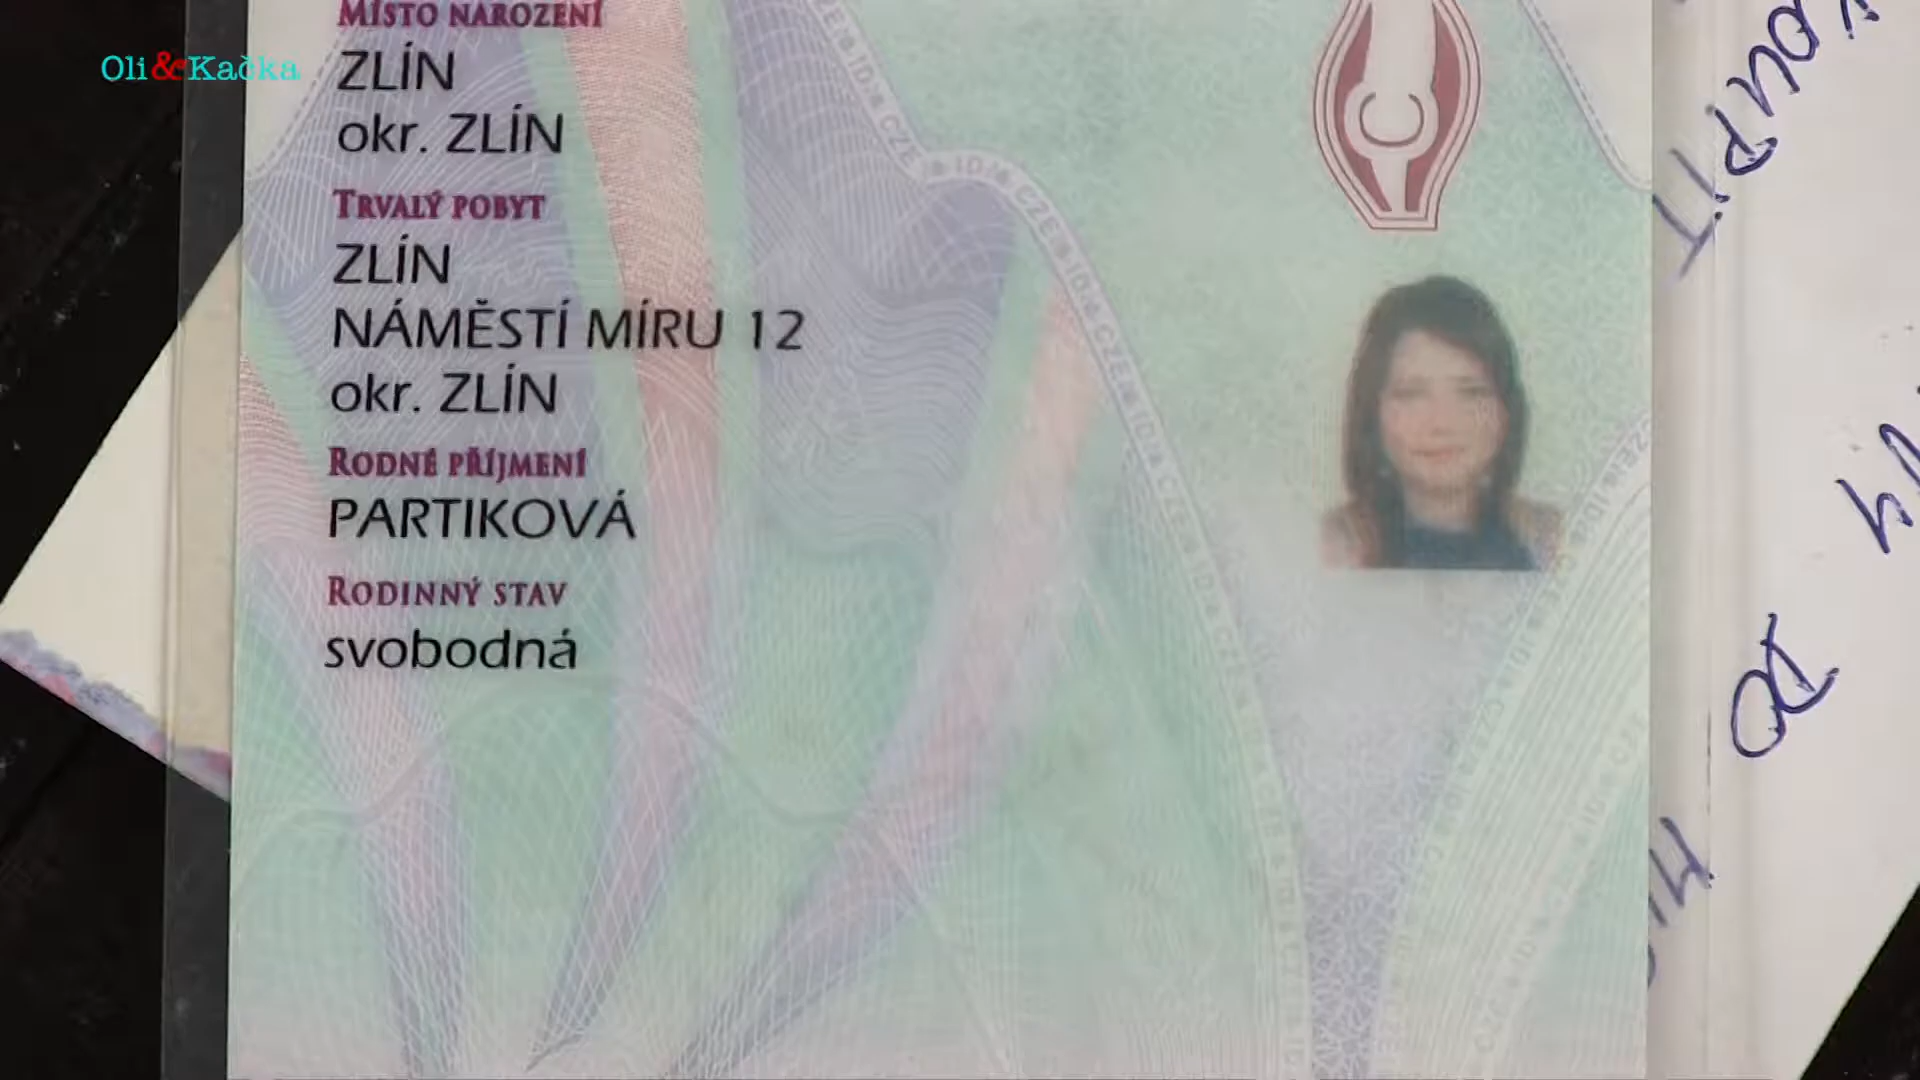 Oli&Kačka
MÍSTO NAROZENÍ
ZLÍN
okr. ZLÍN
TRVALÝ POBYT
ZLÍN
NÁMĚSTÍ MÍRU 12
okr. ZLÍN
RODNÉ PŘÍJMENÍ
PARTIKOVÁ
RODINNÝ STAV
svobodná